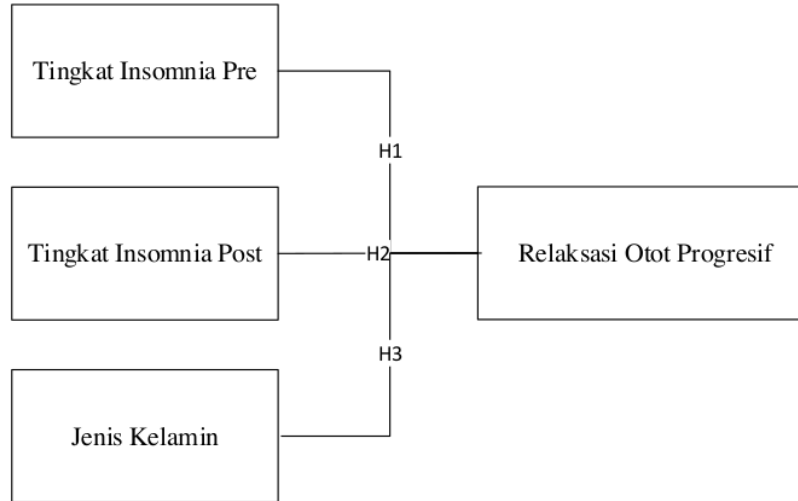 Tingkat Insomnia Pre
H1
Tingkat Insomnia Post
H2
Relaksasi Otot Progresif
H3
Jenis Kelamin